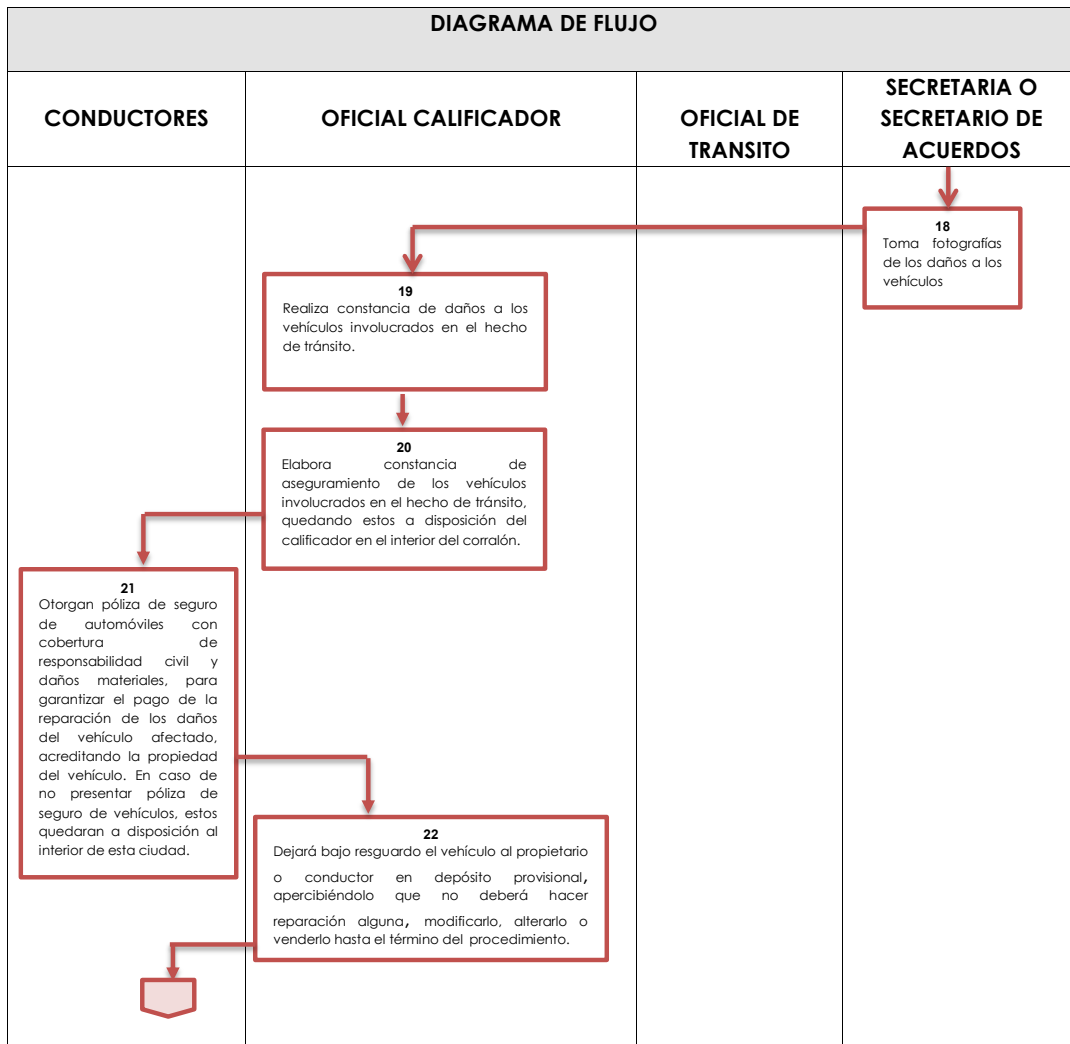 DIAGRAMA DE FLUJO
CONDUCTORES
OFICIAL CALIFICADOR
OFICIAL DE
TRANSITO
SECRETARIA O
SECRETARIO DE
ACUERDOS
18
Toma fotografías
de los daños a los
vehículos
19
Realiza constancia de daños a los
vehículos involucrados en el hecho
de tránsito.
20
Elabora constancia de
aseguramiento de los vehículos
involucrados en el hecho de tránsito,
quedando estos a disposición del
calificador en el interior del corralón.
21
Otorgan póliza de seguro
de automóviles con
cobertura de
responsabilidad civil y
daños materiales, para
garantizar el pago de la
reparación de los daños
del vehículo afectado,
acreditando la propiedad
del vehículo. En caso de
no presentar póliza de
seguro de vehículos, estos
quedaran a disposición al
interior de esta ciudad.
22
Dejará bajo resguardo el vehículo al propietario
o conductor en depósito provisional,
apercibiéndolo que no deberá hacer
reparación alguna, modificarlo, alterarlo o
venderlo hasta el término del procedimiento.